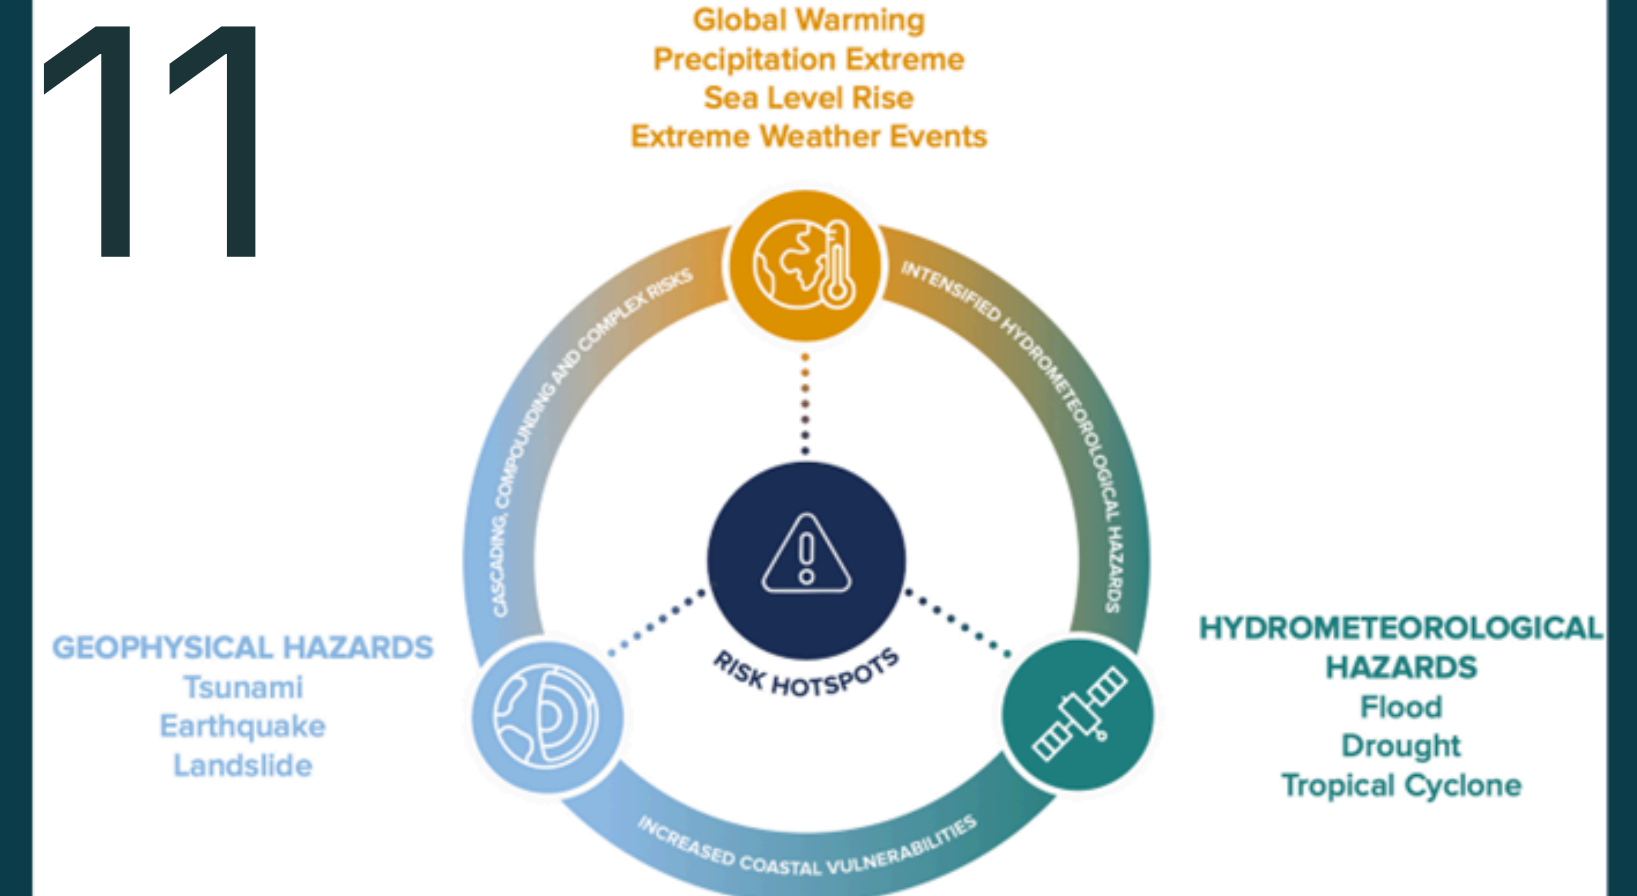 11
Global Warming
Precipitation Extreme
Sea Level Rise
Extreme Weather Events
CASCADING, COMPOUNDING AND COMPLEX RISKS
INTENSIFIED HYDROMETEOROLOGICAL HAZARDS
RISK HOTSPOTS
GEOPHYSICAL HAZARDS
Tsunami
Earthquake
Landslide
HYDROMETEOROLOGICAL
HAZARDS
Flood
Drought
Tropical Cyclone
INCREASED COASTAL VULNERABILITIES